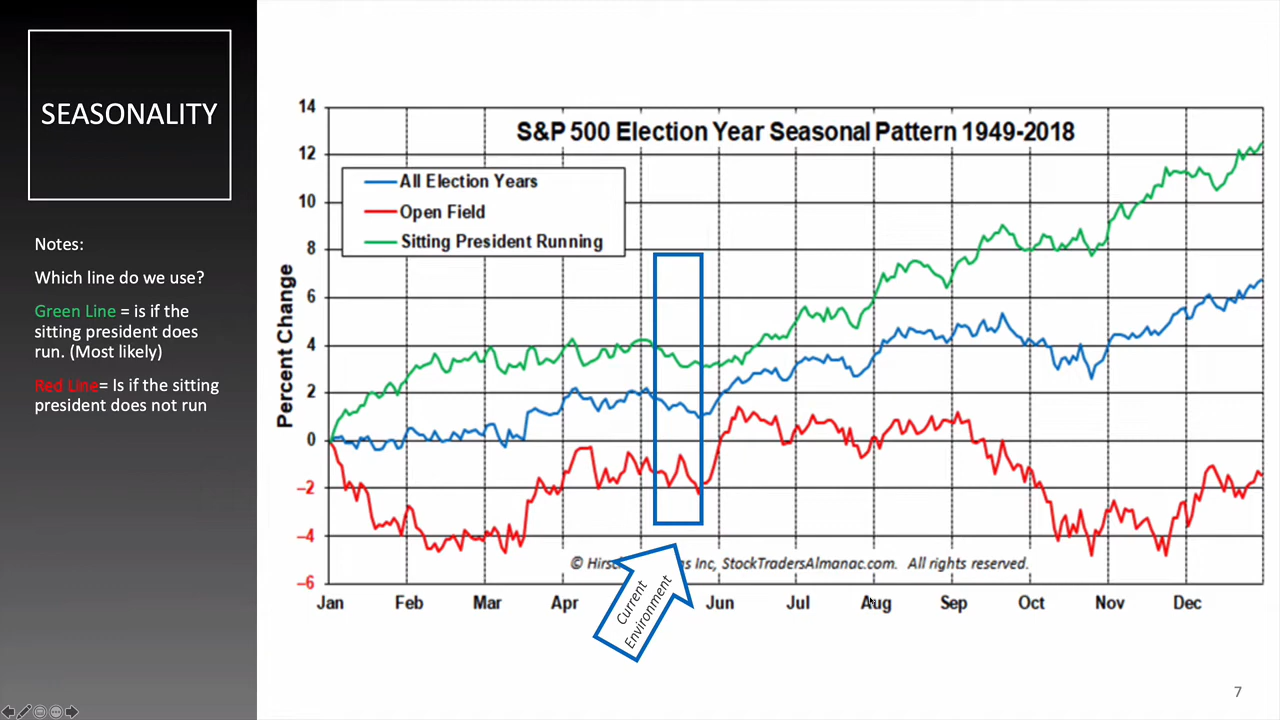 SEASONALITY
Notes:
Which line do we use?
Green Line = is if the
sitting president does
run. (Most likely)
Red Line= Is if the sitting
president does not run
S&P 500 Election Year Seasonal Pattern 1949-2018
All Election Years
Open Field
Sitting President Running
Percent Change
14
12
10
8
6
4
2
0
–2
–4
–6
Jan Feb Mar Apr Jun Jul Aug Sep Oct Nov Dec
© Inc, StockTradersAlmanac.com. All rights reserved.
Current
Environment
7